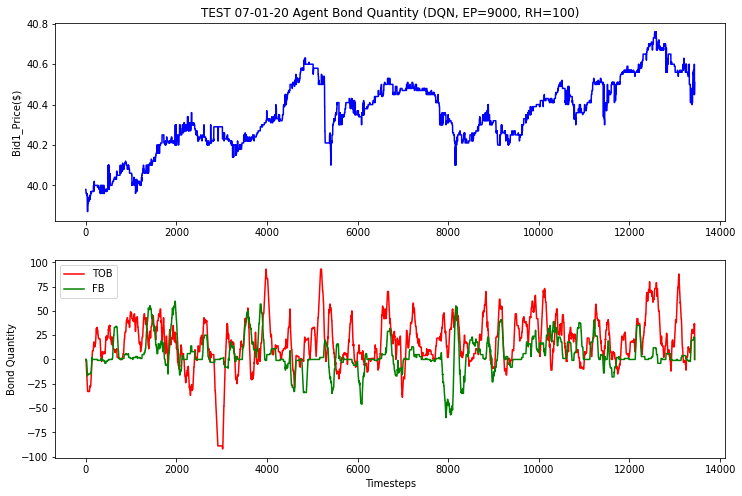 TEST 07-01-20 Agent Bond Quantity (DQN, EP=9000, RH=100)
40.8
40.6
40.4
40.2
40.0
Bid1_Price($)
0 2000 4000 6000 8000 10000 12000 14000
TOB
FB
100
75
50
25
0
−25
−50
−75
−100
Bond Quantity
0 2000 4000 6000 8000 10000 12000 14000
Timesteps